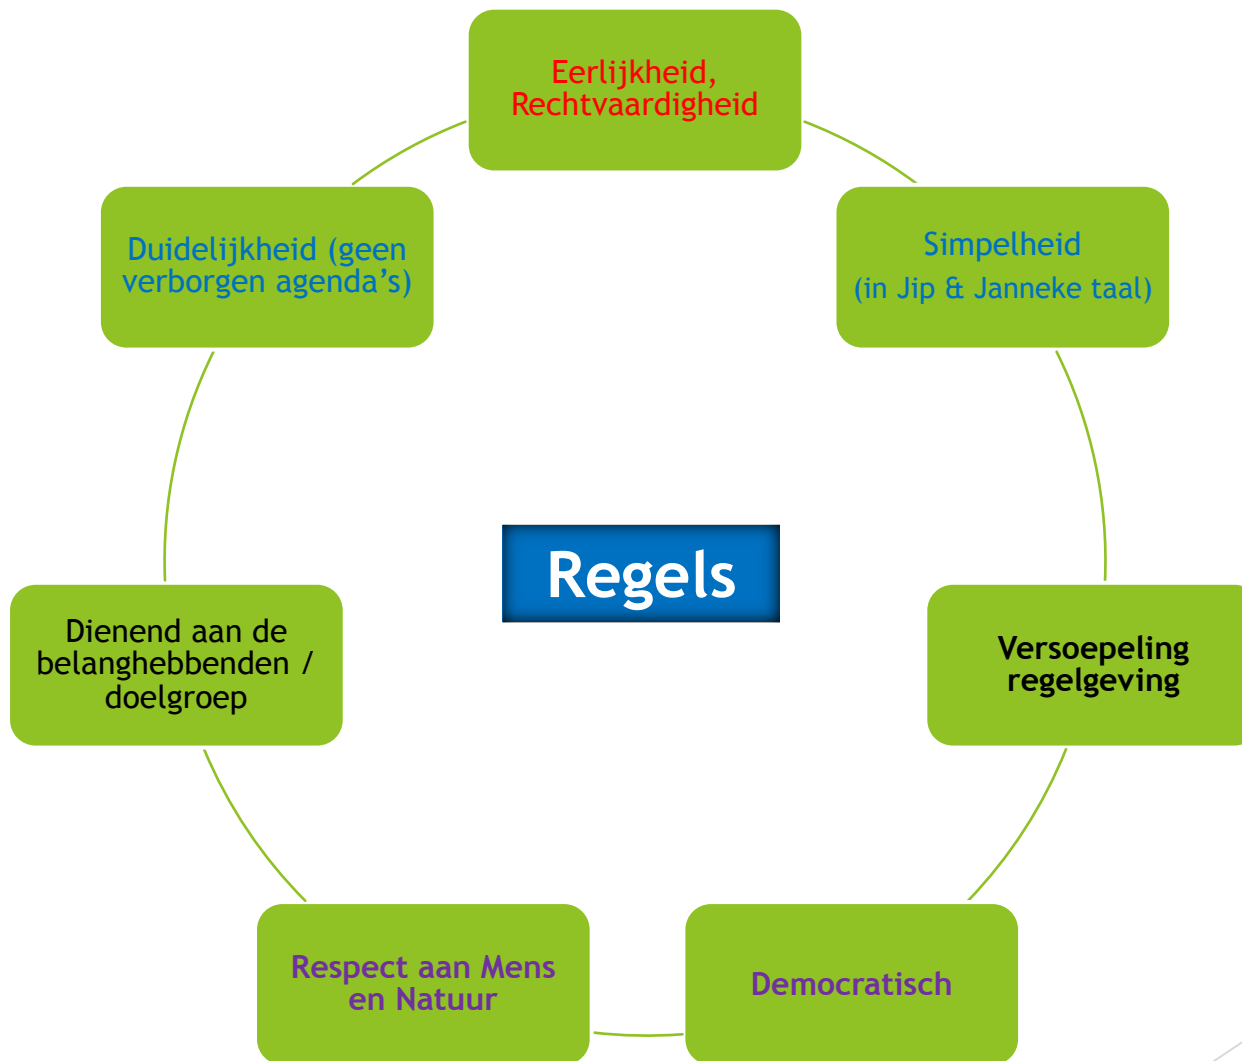 Eerlijkheid,
Rechtvaardigheid
Duidelijkheid (geen
verborgen agenda’s)
Simpelheid
(in Jip & Janneke taal)
Regels
Dienend aan de
belanghebbenden /
doelgroep
Versoepeling
regelgeving
Respect aan Mens
en Natuur
Democratisch